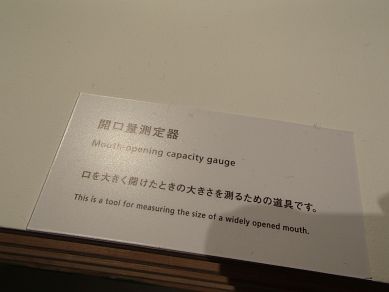 開口量測定器
Mouth-opening capacity gauge
口を大きく開けたときの大きさを測るための道具です。
This is a tool for measuring the size of a widely opened mouth.